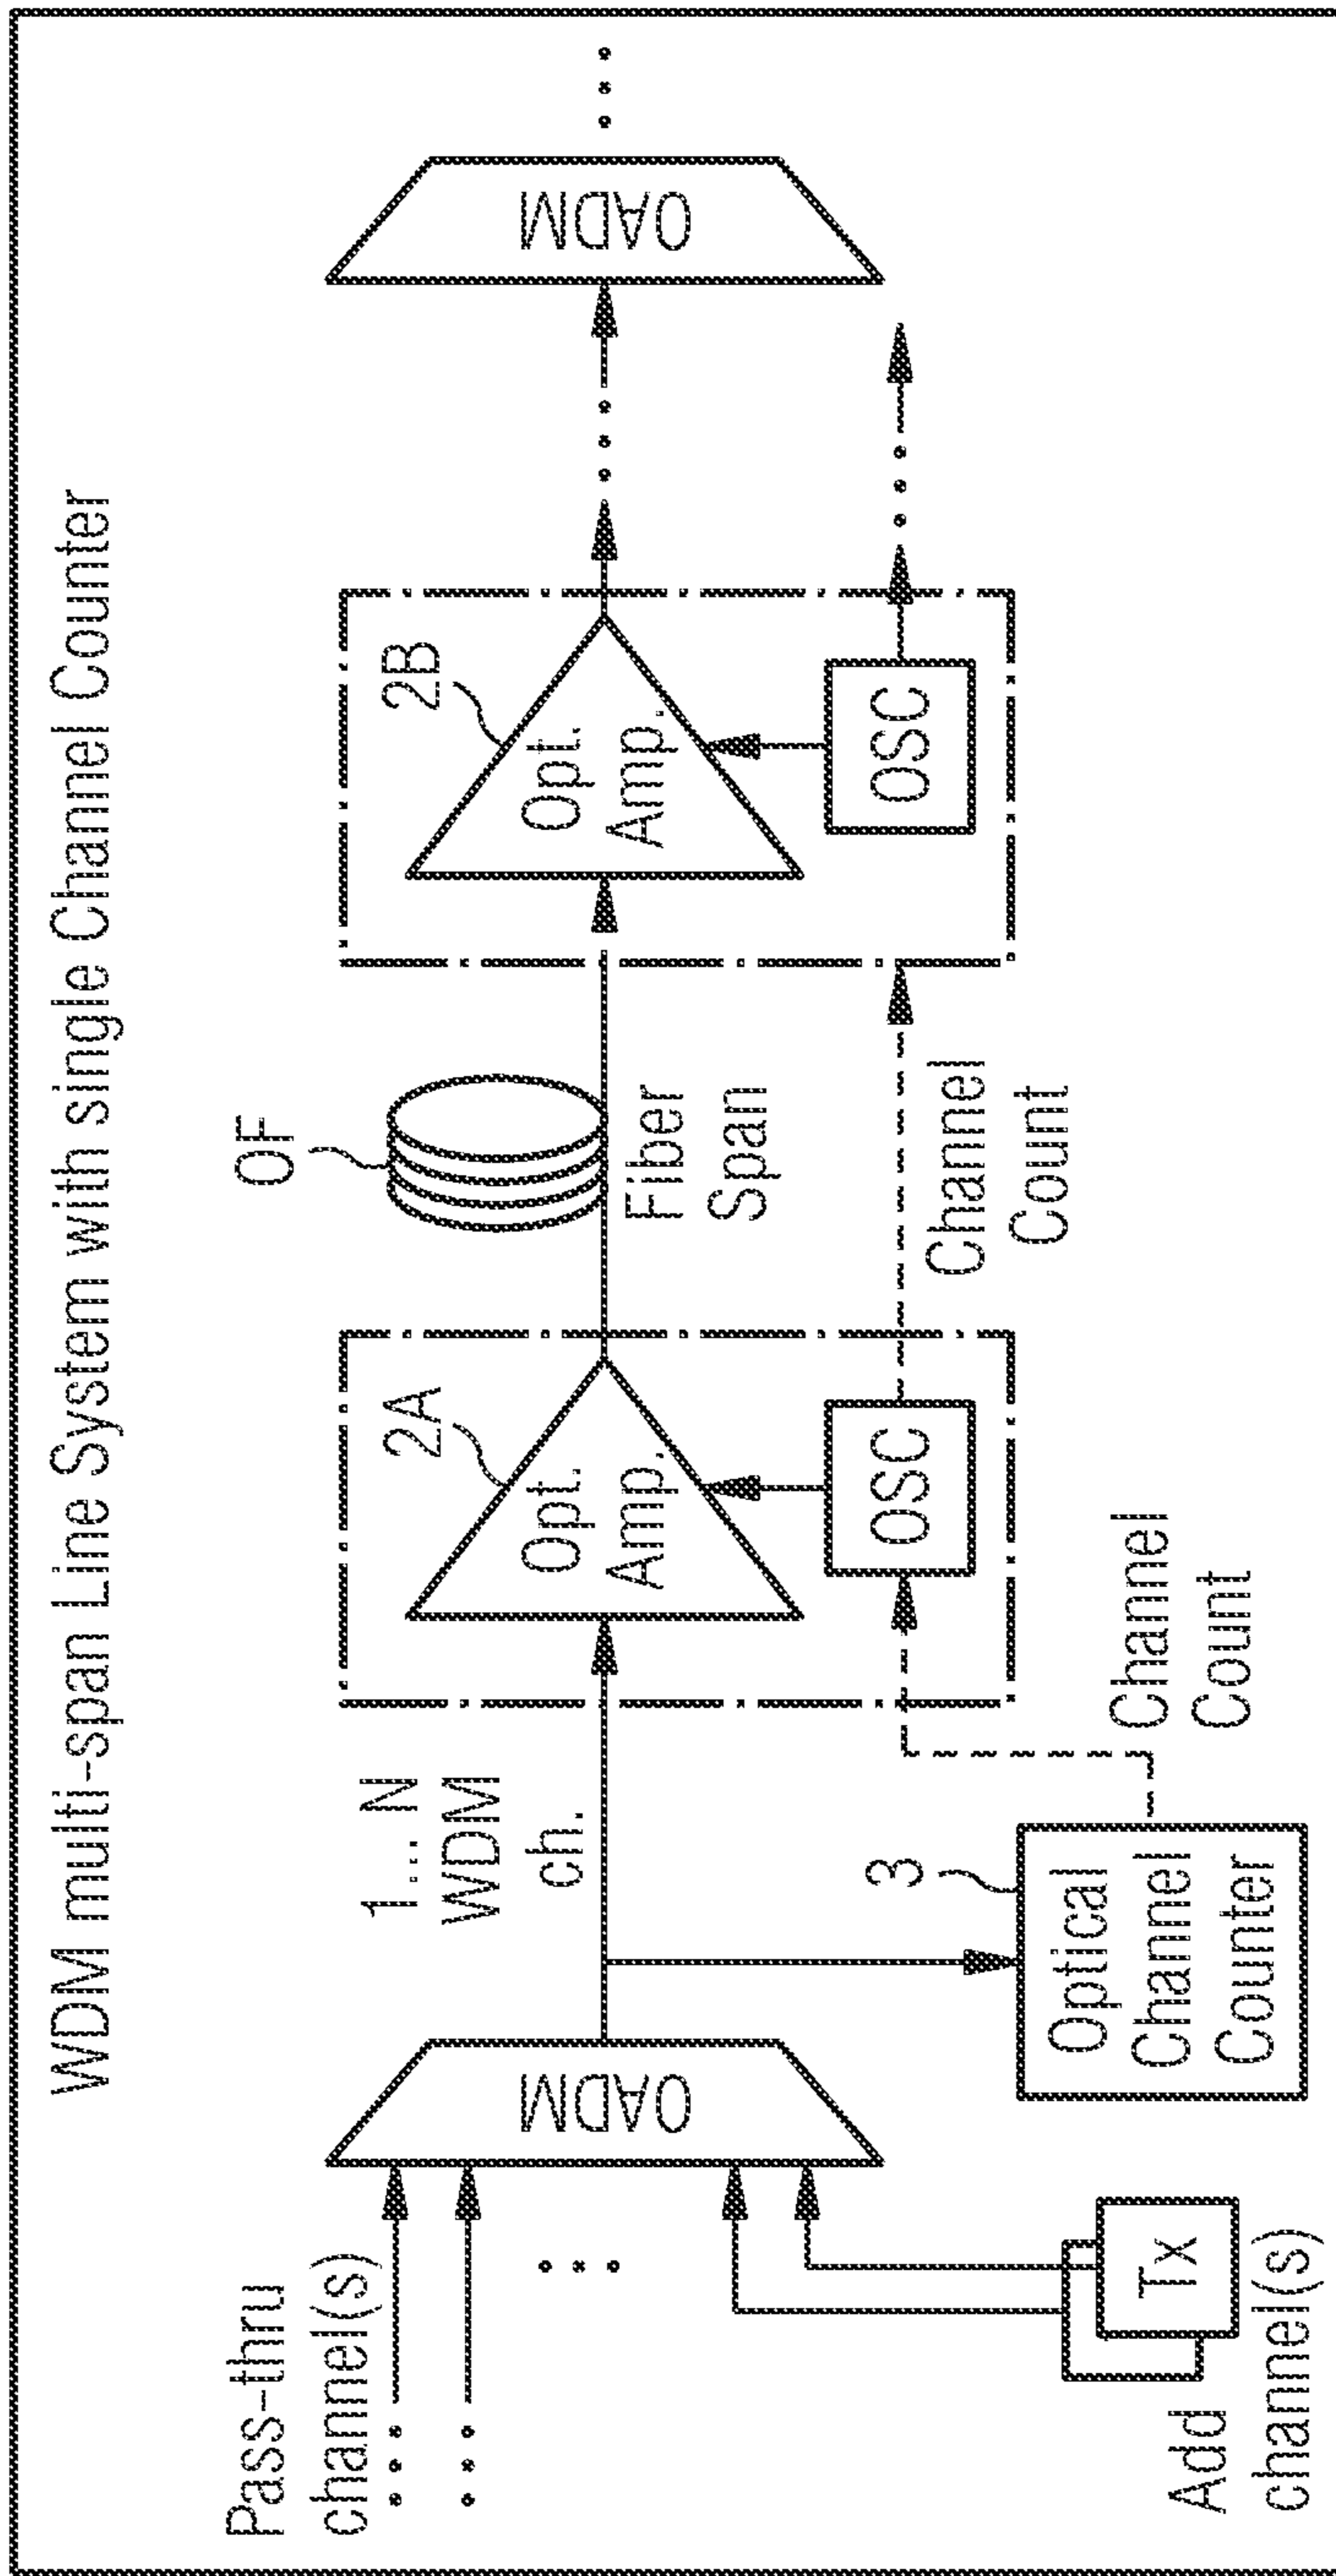 WDM multi-span Line System with single Channel Counter
Pass-thru
channel(s)
OADM
Add
channel(s)
Tx
1... N
WDM
ch.
3
Optical
Channel
Counter
Channel
Count
2A
Opt.
Amp.
OSC
OF
Fiber
Span
Channel
Count
2B
Opt.
Amp.
OSC
OADM